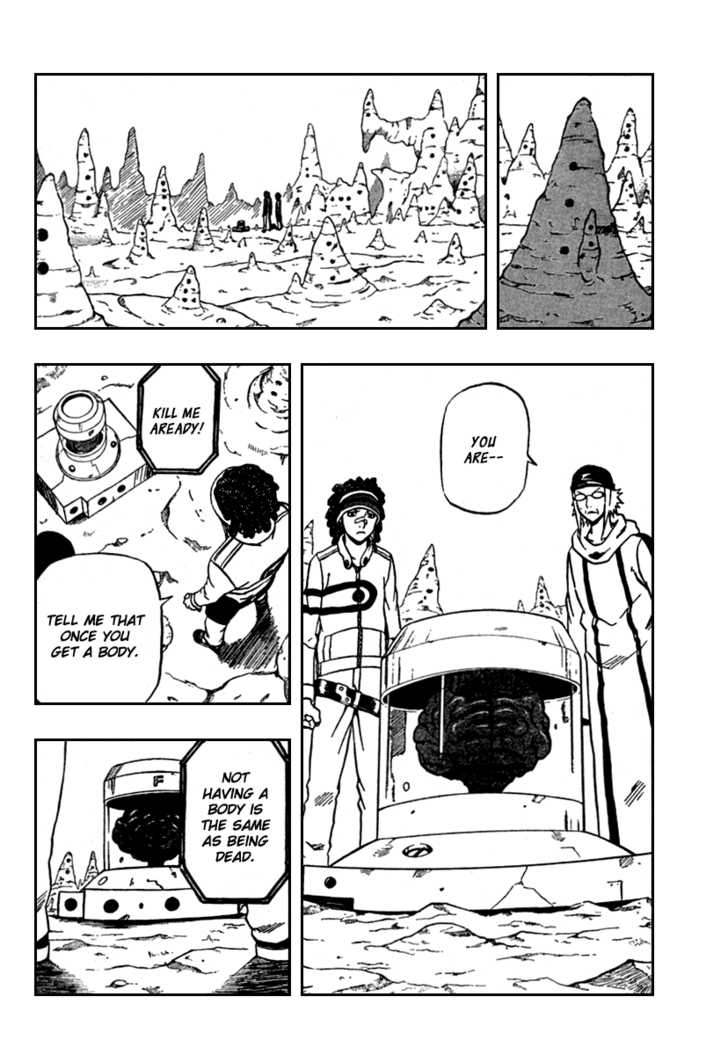 YOU
ARE--
KILL ME
AREADY!
TELL ME THAT
ONCE YOU
GET A BODY.
F
NOT
HAVING A
BODY IS
THE SAME
AS BEING
DEAD.